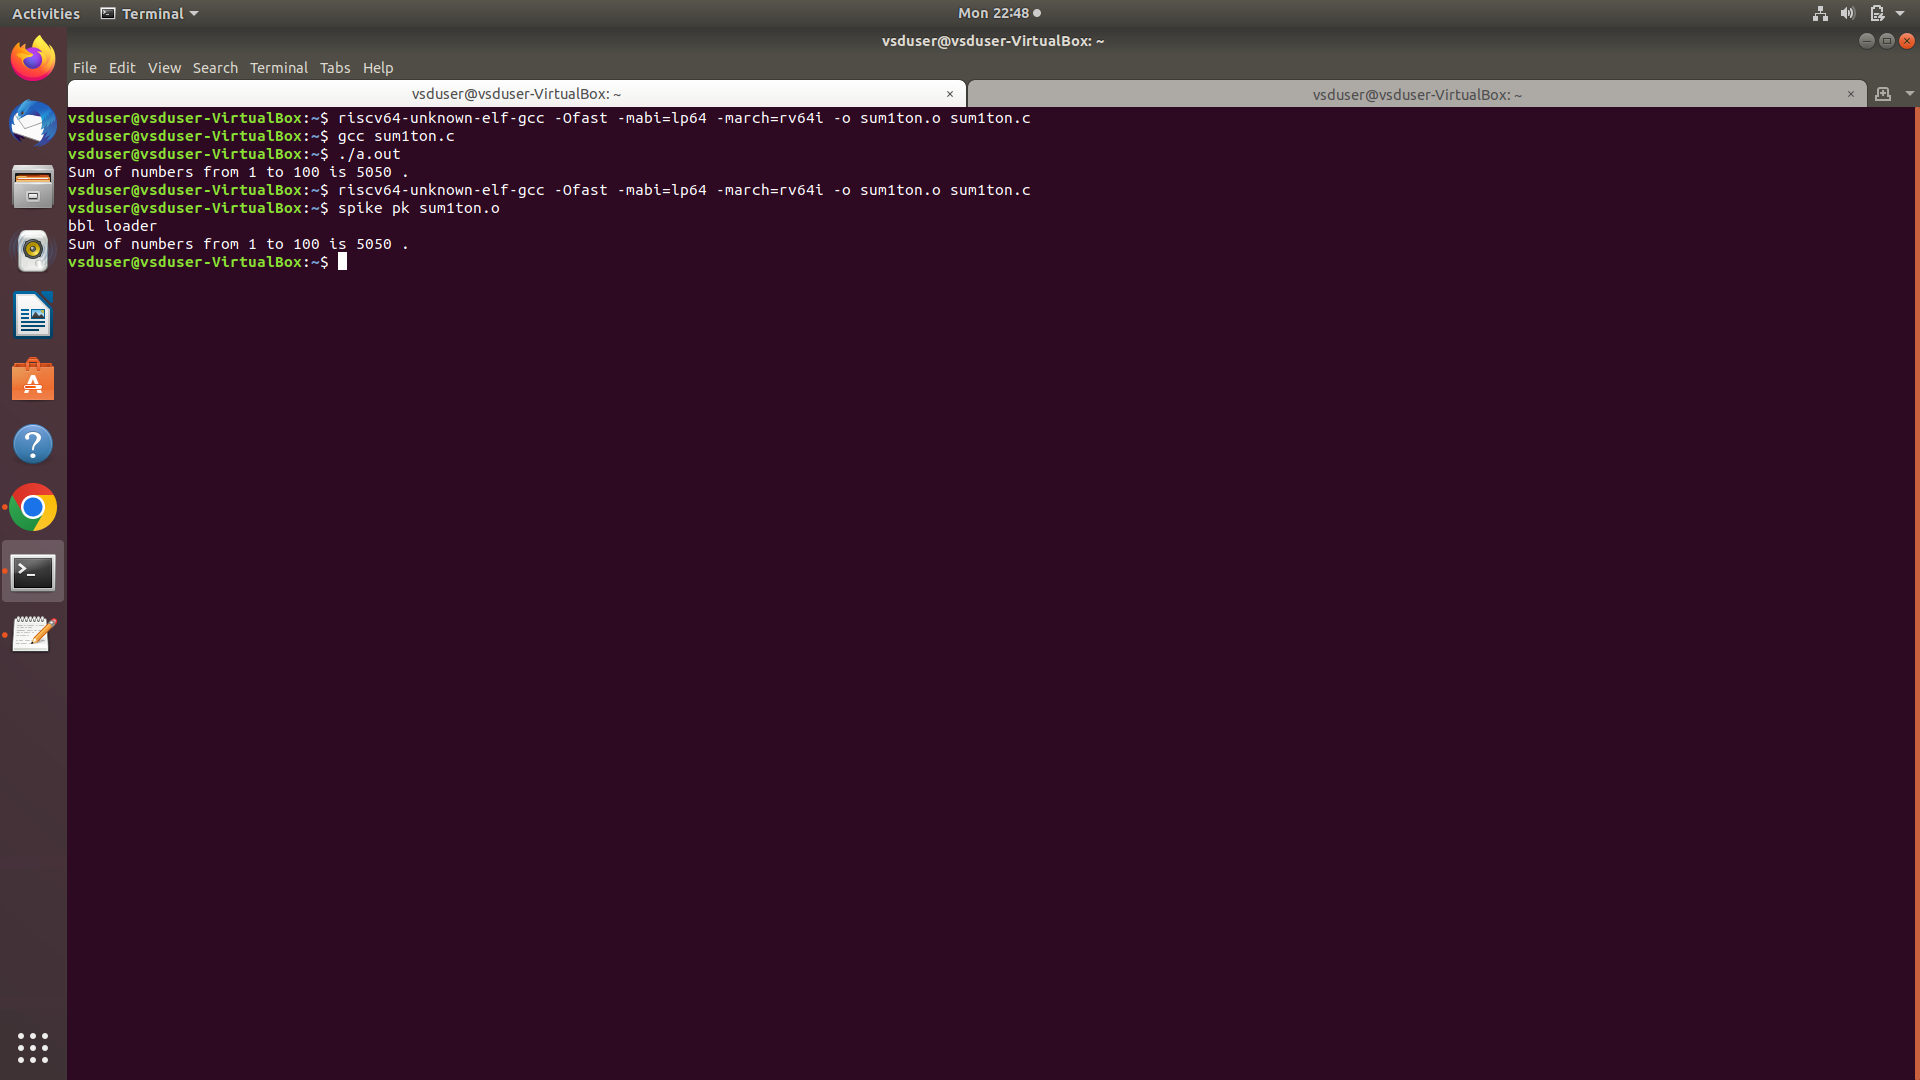 Activities Terminal Mon 22:48
vsduser@vsduser-VirtualBox: ~
File Edit View Search Terminal Tabs Help
vsduser@vsduser-VirtualBox: ~ × vsduser@vsduser-VirtualBox: ~ ×
vsduser@vsduser-VirtualBox:~$ riscv64-unknown-elf-gcc -Ofast -mabi=lp64 -march=rv64i -o sum1ton.o sum1ton.c
vsduser@vsduser-VirtualBox:~$ gcc sum1ton.c
vsduser@vsduser-VirtualBox:~$ ./a.out
Sum of numbers from 1 to 100 is 5050 .
vsduser@vsduser-VirtualBox:~$ riscv64-unknown-elf-gcc -Ofast -mabi=lp64 -march=rv64i -o sum1ton.o sum1ton.c
vsduser@vsduser-VirtualBox:~$ spike pk sum1ton.o
bbl loader
Sum of numbers from 1 to 100 is 5050 .
vsduser@vsduser-VirtualBox:~$